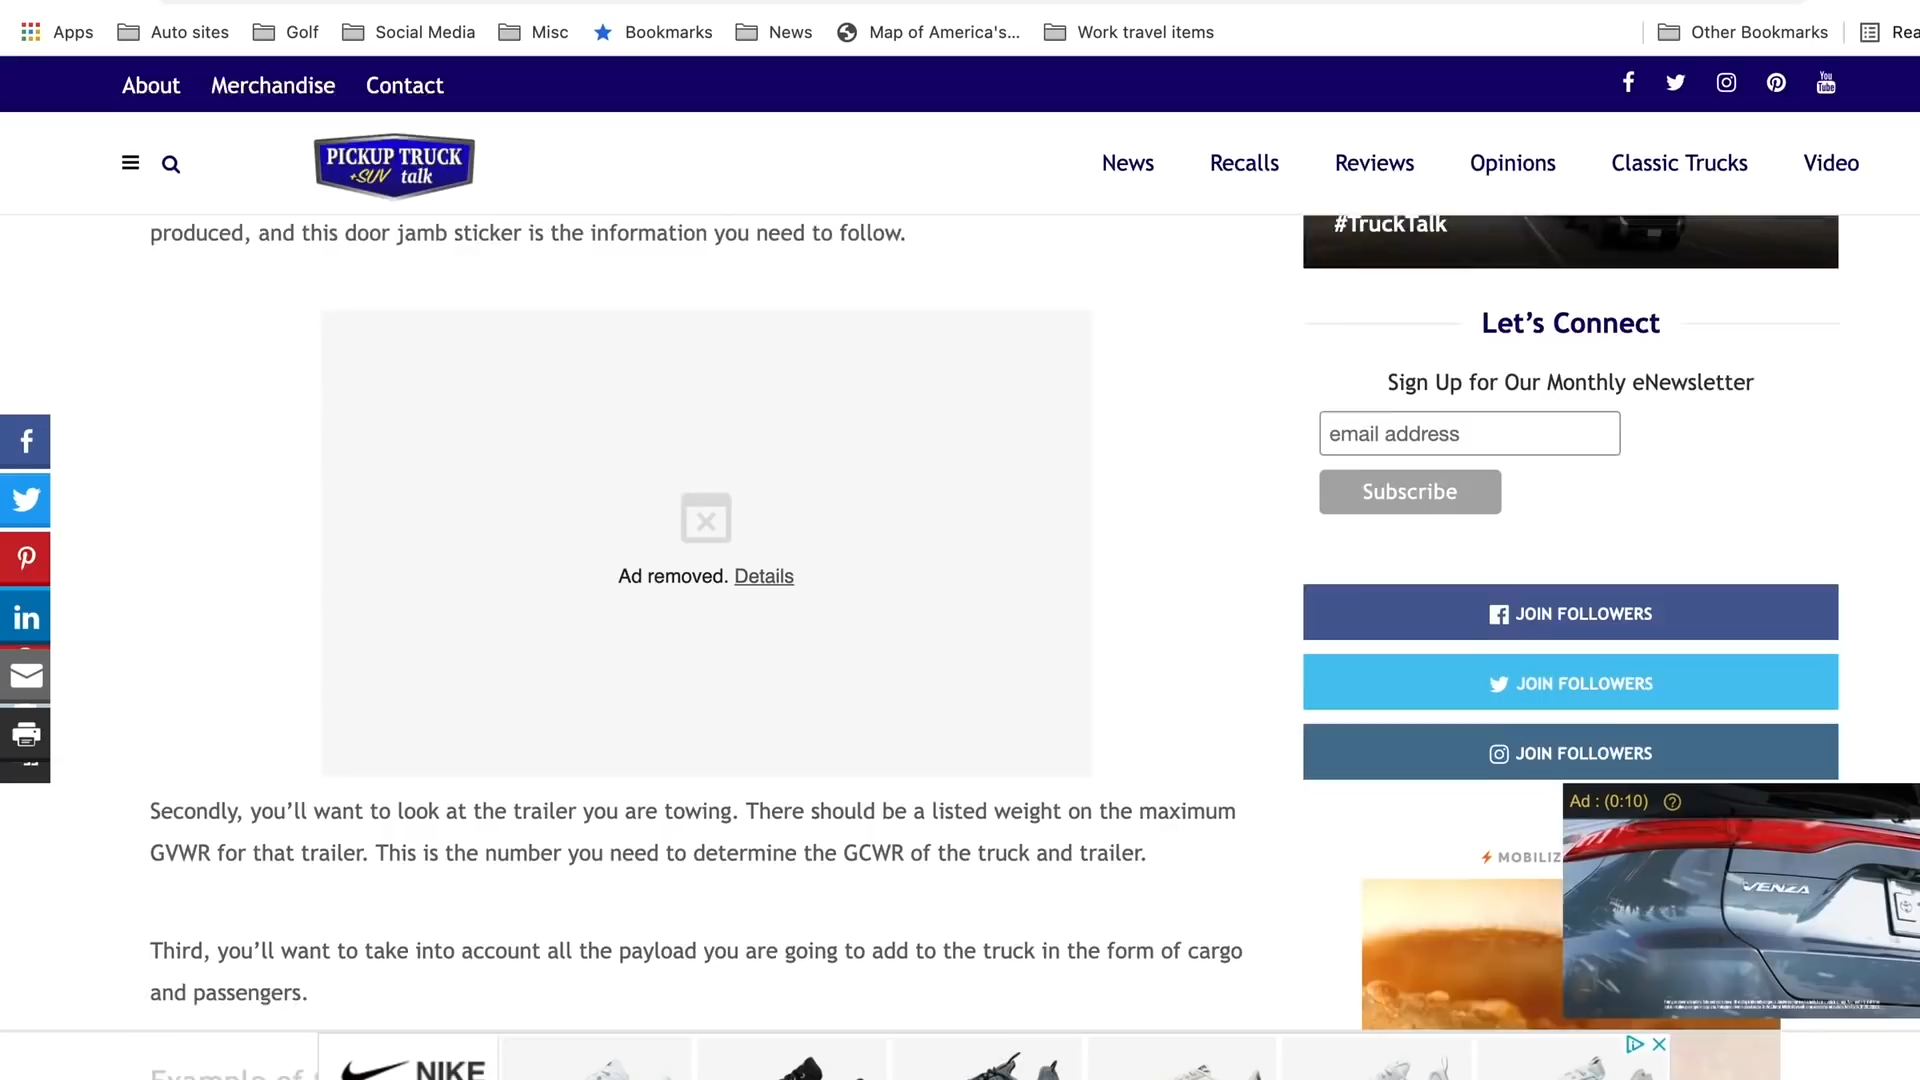 Apps
Auto sites
Golf
Social Media
Misc
Bookmarks
News
Map of America's...
Work travel items
Other Bookmarks
Rea
About
Merchandise
Contact
You
Tube
PICKUP TRUCK
+SUV talk
News
Recalls
Reviews
Opinions
Classic Trucks
Video
produced, and this door jamb sticker is the information you need to follow.
#TruckTalk
Let’s Connect
Sign Up for Our Monthly eNewsletter
email address
Subscribe
Ad removed. Details
JOIN FOLLOWERS
JOIN FOLLOWERS
JOIN FOLLOWERS
Secondly, you’ll want to look at the trailer you are towing. There should be a listed weight on the maximum
GVWR for that trailer. This is the number you need to determine the GCWR of the truck and trailer.
Ad : (0:10)
MOBILIZ
VENZA
Third, you’ll want to take into account all the payload you are going to add to the truck in the form of cargo
and passengers.
Example of
NIKE